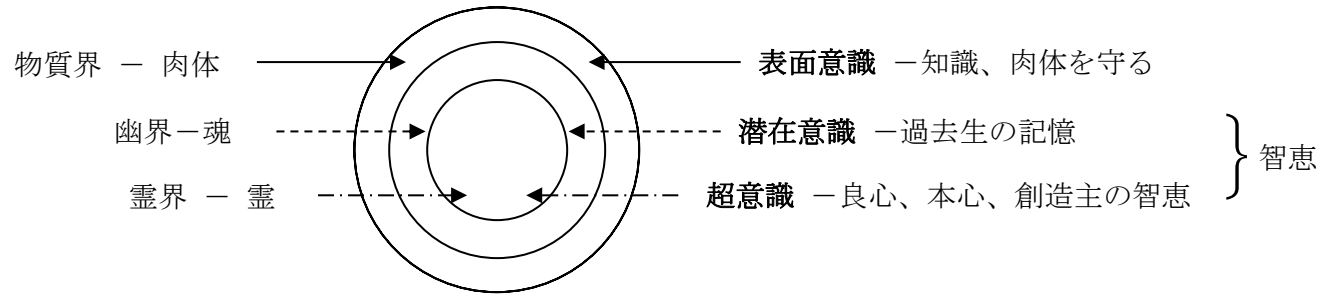 物質界 － 肉体
表面意識 －知識、肉体を守る
幽界－魂
潜在意識 －過去生の記憶
智恵
霊界 － 霊
超意識 －良心、本心、創造主の智恵